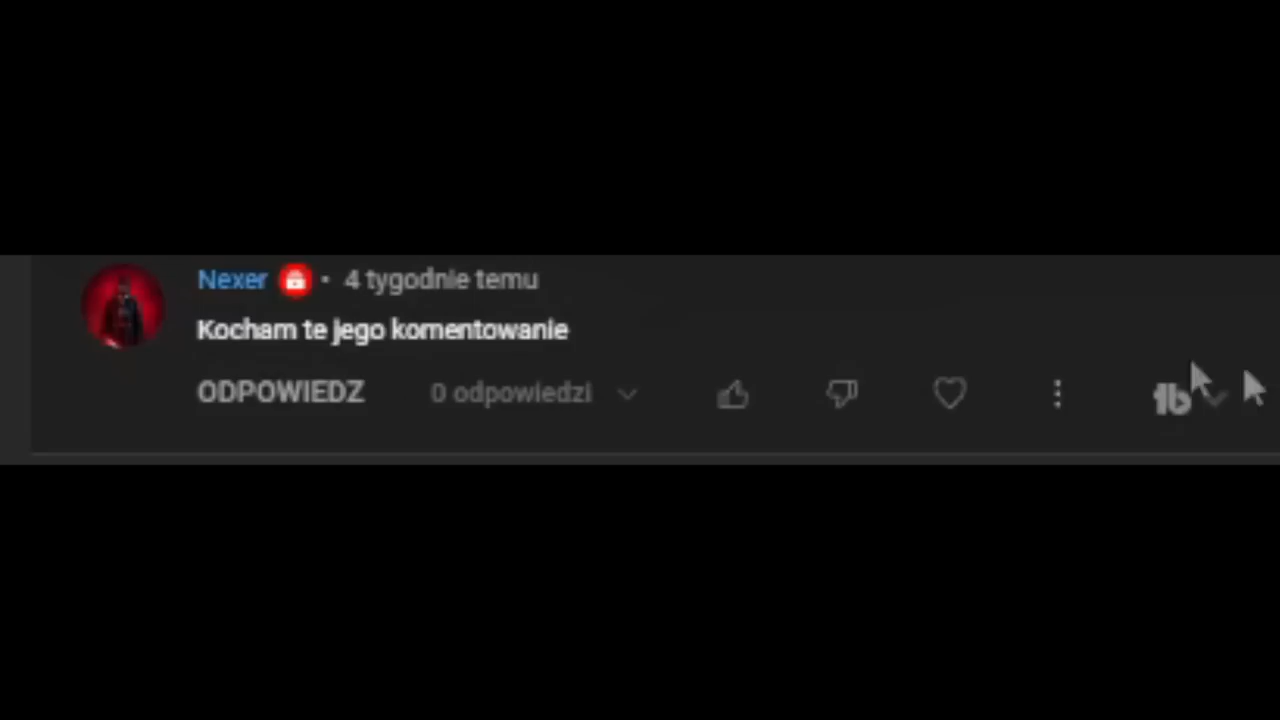 Nexer • 4 tygodnie temu
Kocham te jego komentowanie
ODPOWIEDZ 0 odpowiedzi